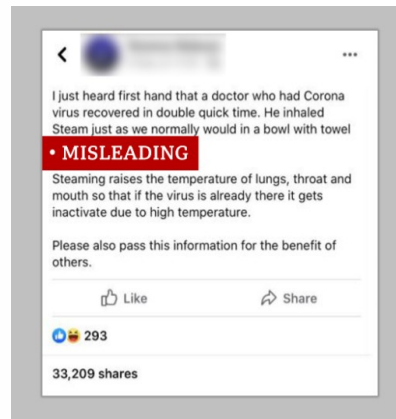 I just heard first hand that a doctor who had Corona
virus recovered in double quick time. He inhaled
Steam just as we normally would in a bowl with towel
• MISLEADING
Steaming raises the temperature of lungs, throat and
mouth so that if the virus is already there it gets
inactivate due to high temperature.
Please also pass this information for the benefit of
others.
Like
Share
293
33,209 shares